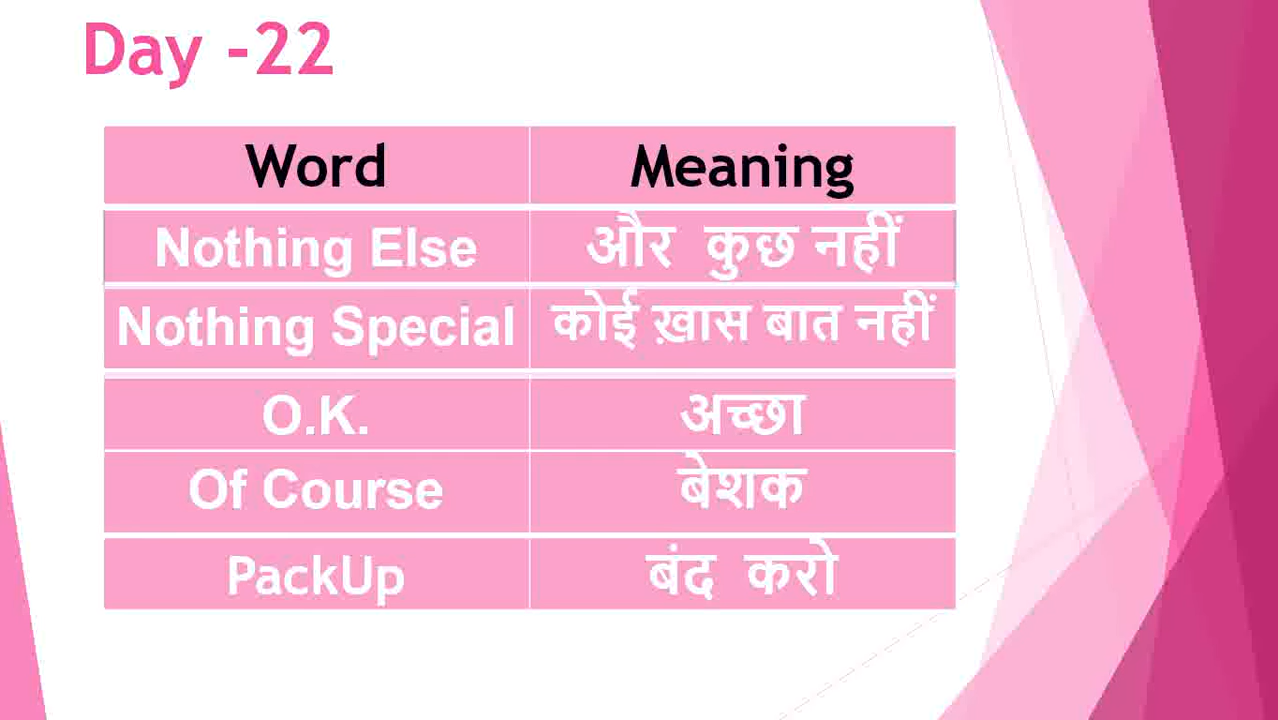 Day -22
Word Meaning
Nothing Else और कुछ नहीं
Nothing Special कोई ख़ास बात नहीं
O.K. अच्छा
Of Course बेशक
PackUp बंद करो